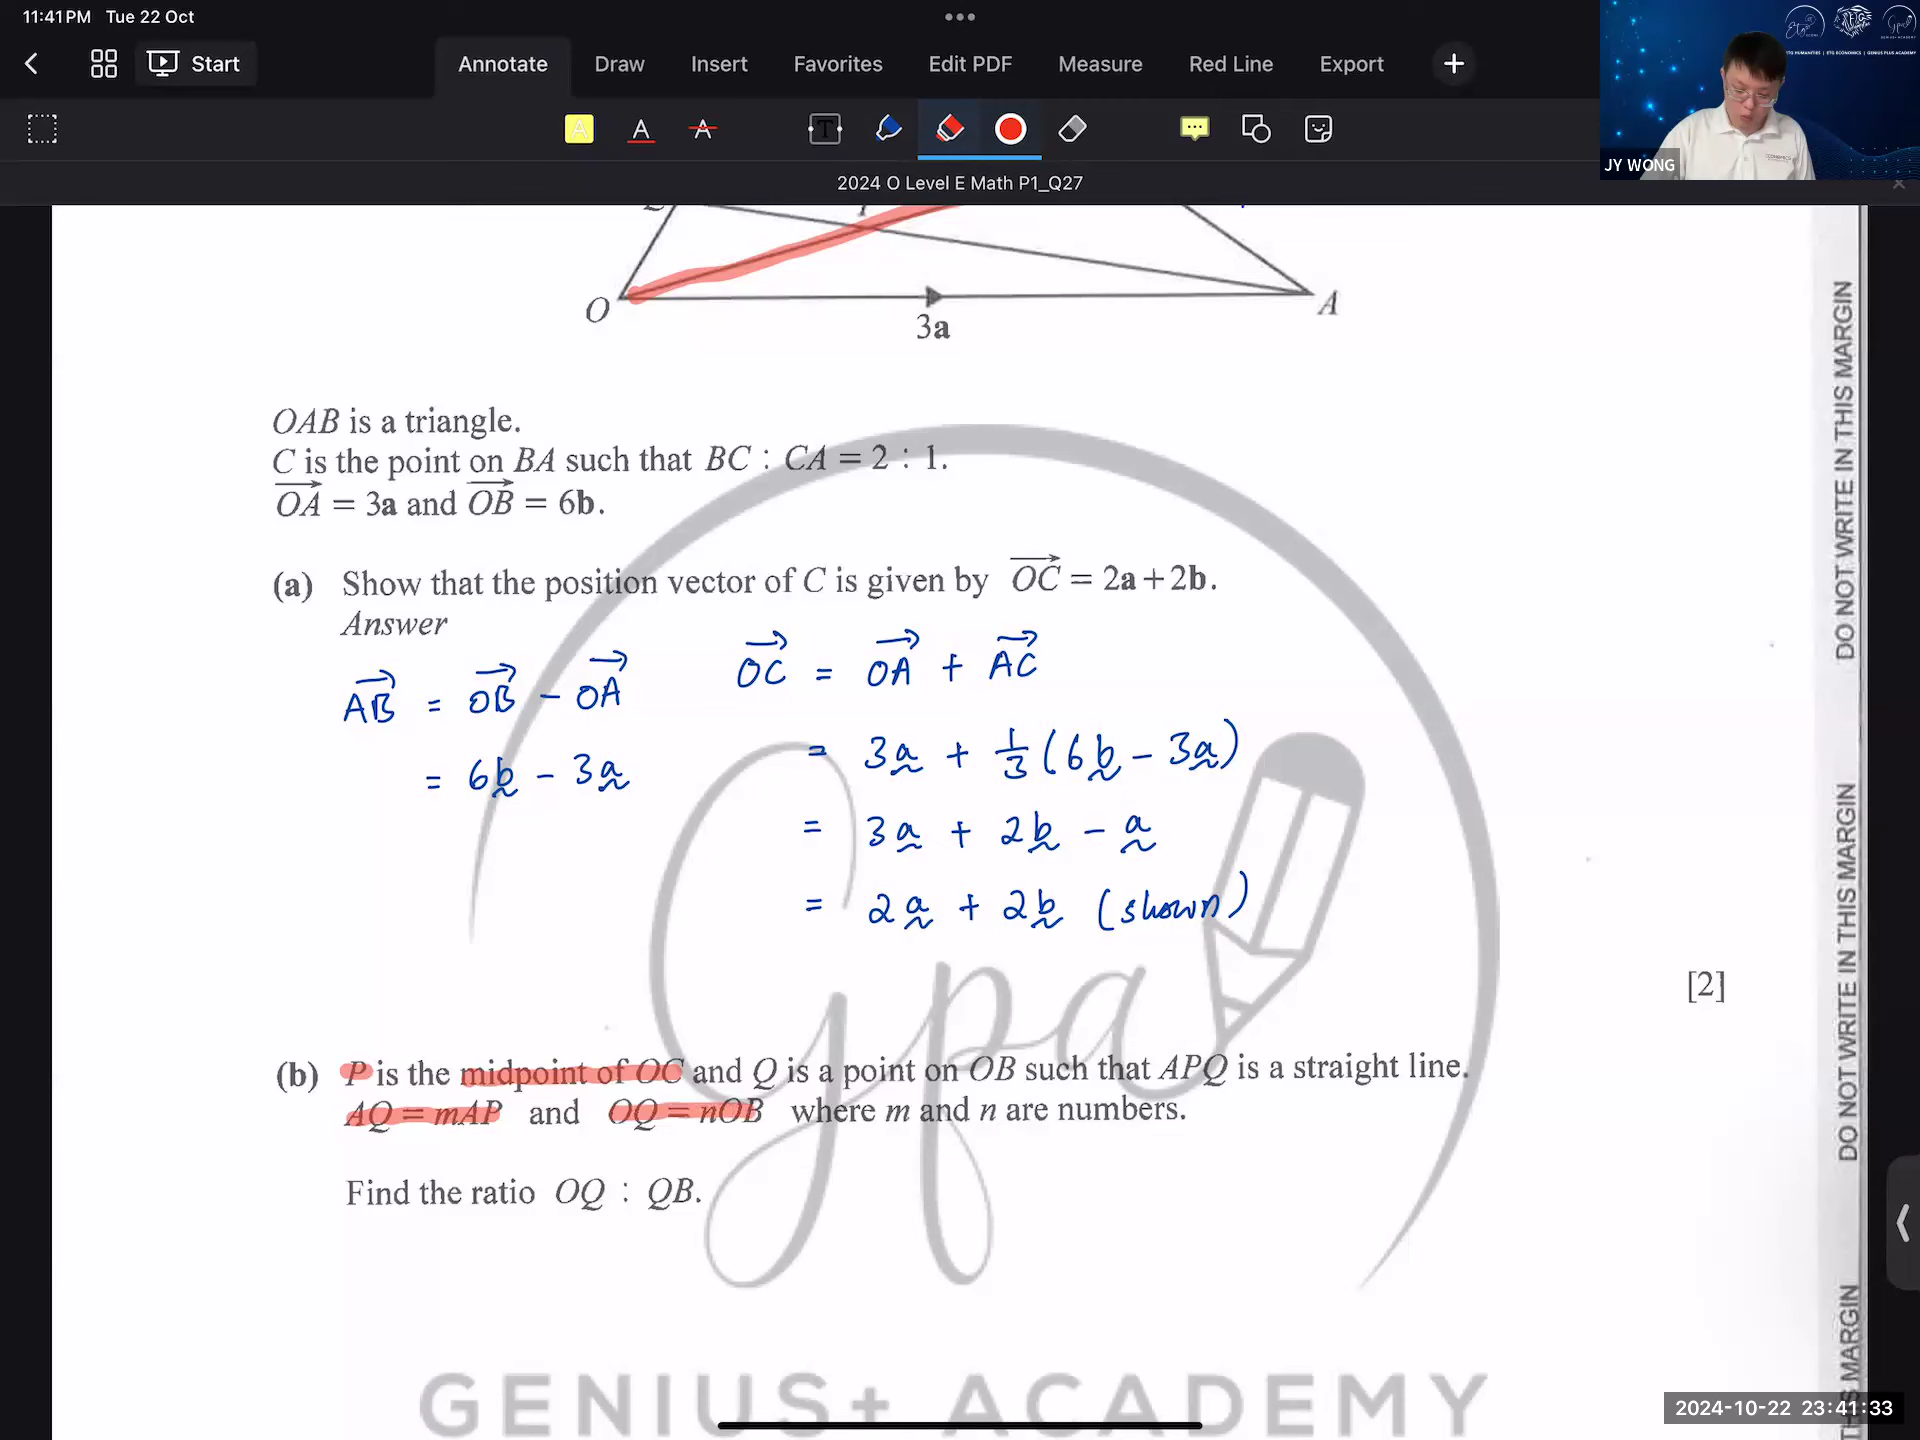 11:41PM Tue 22 Oct
Start
Annotate Draw Insert Favorites Edit PDF Measure Red Line Export
A A A T
JY WONG
2024 O Level E Math P1_Q27
O A
3a
OAB is a triangle.
C is the point on BA such that BC : CA = 2 : 1.
OA = 3a and OB = 6b.
(a) Show that the position vector of C is given by OC = 2a + 2b.
Answer
AB = OB - OA
= 6b - 3a
OC = OA + AC
= 3a + 1/3 (6b - 3a)
= 3a + 2b - a
= 2a + 2b (shown)
[2]
(b) P is the midpoint of OC and Q is a point on OB such that APQ is a straight line.
AQ = mAP and OQ = nOB where m and n are numbers.
Find the ratio OQ : QB.
gpa
GENIUS+ ACADEMY
DO NOT WRITE IN THIS MARGIN
DO NOT WRITE IN THIS MARGIN
THIS MARGIN
2024-10-22 23:41:33